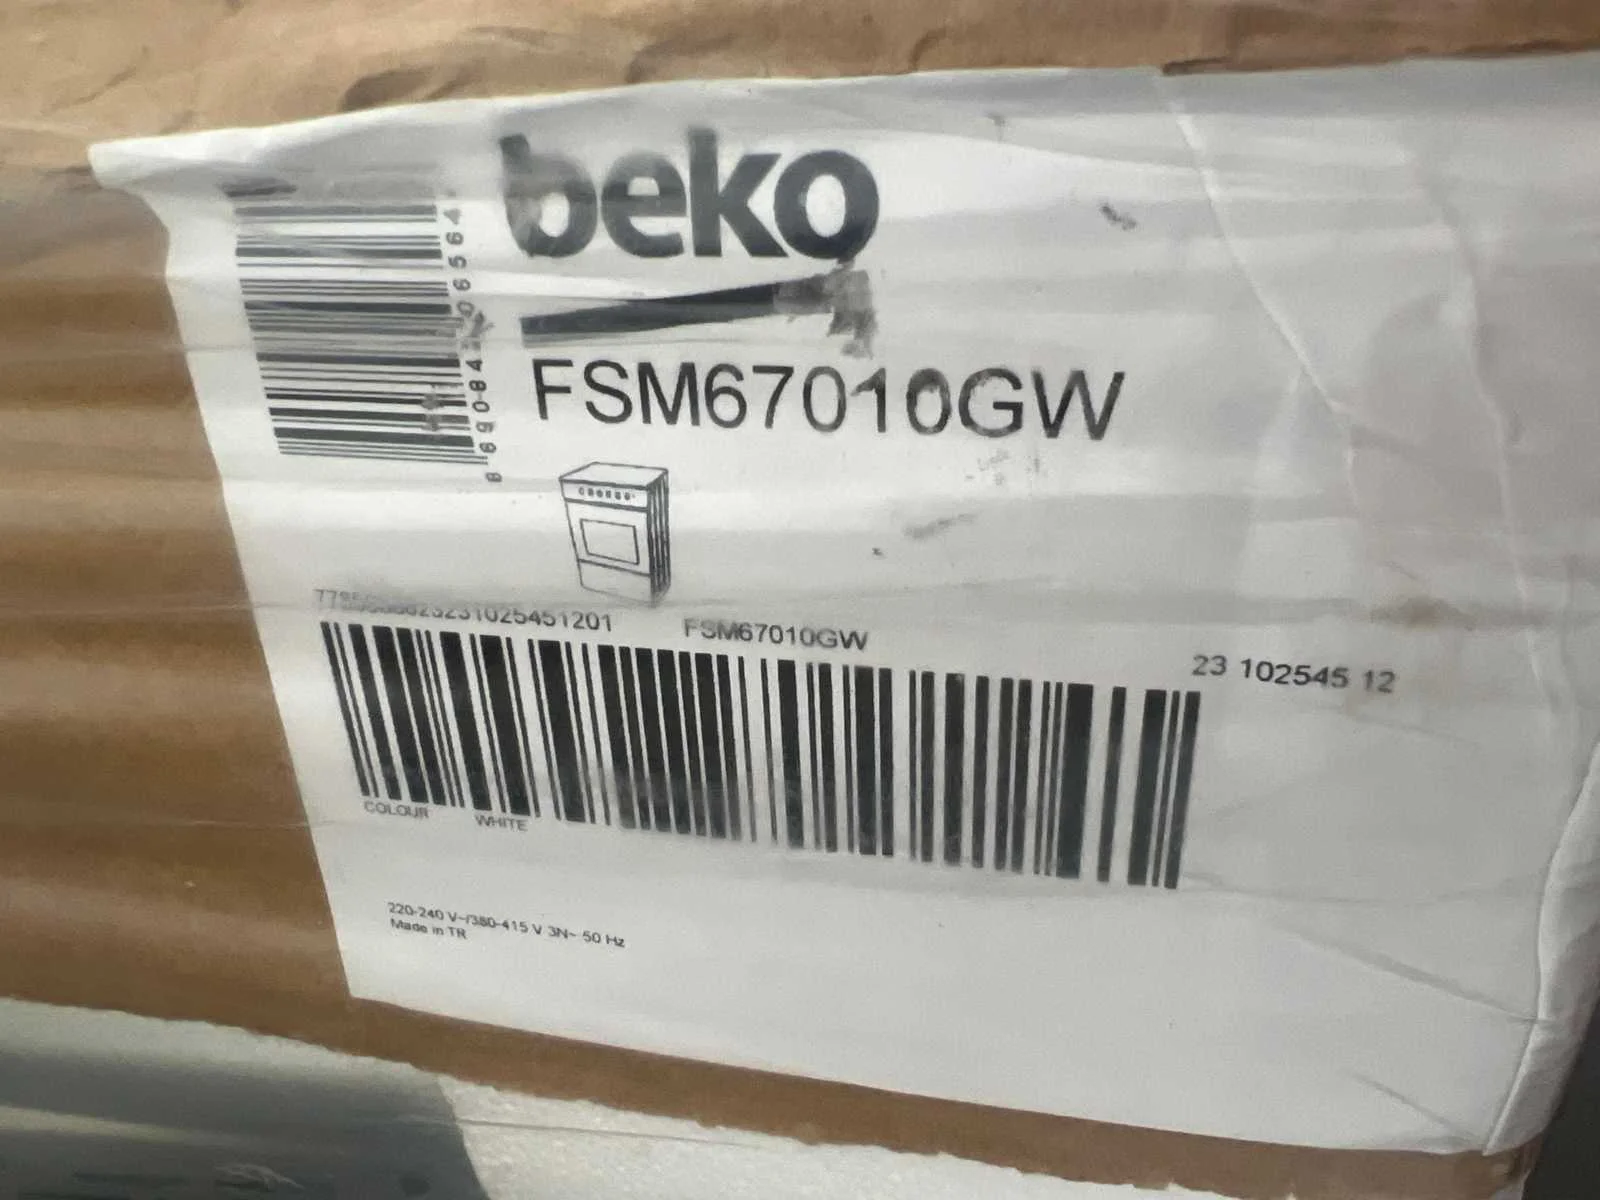 beko
FSM67010GW
FSM67010GW
23 102545 12
COLOUR WHITE
220-240 V~/380-415 V 3N~ 50 Hz
Made in TR